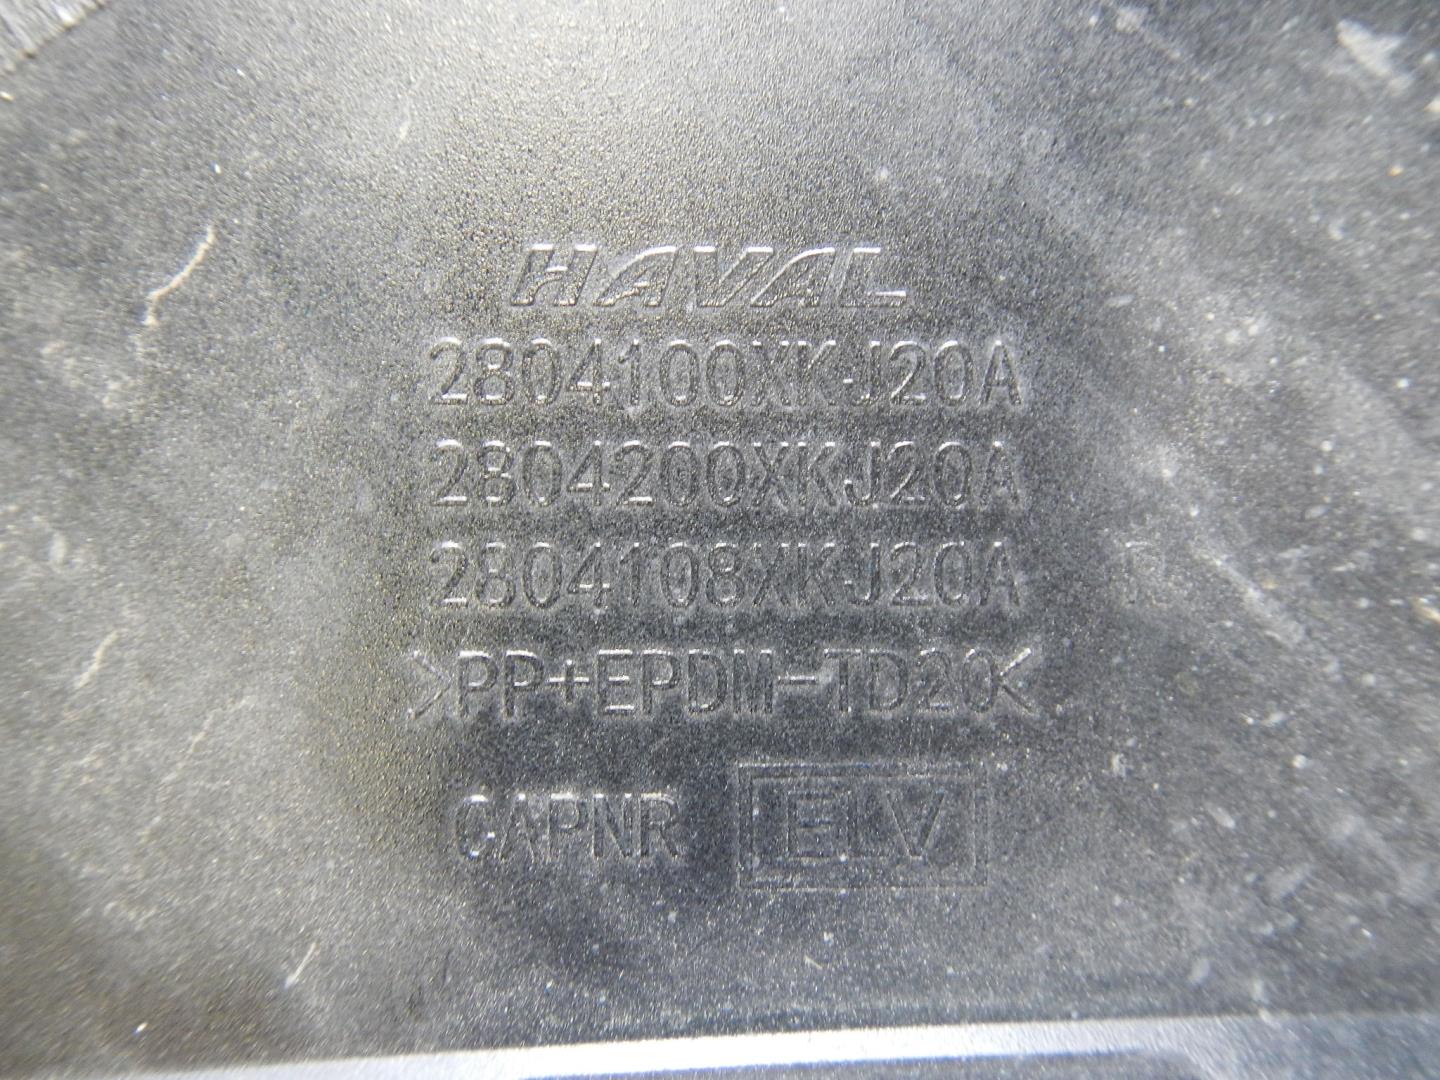 HAVAL
2804100XKJ20A
2804200XKJ20A
2804108XKJ20A
>PP+EPDM-TD20<
CAPNR ELV